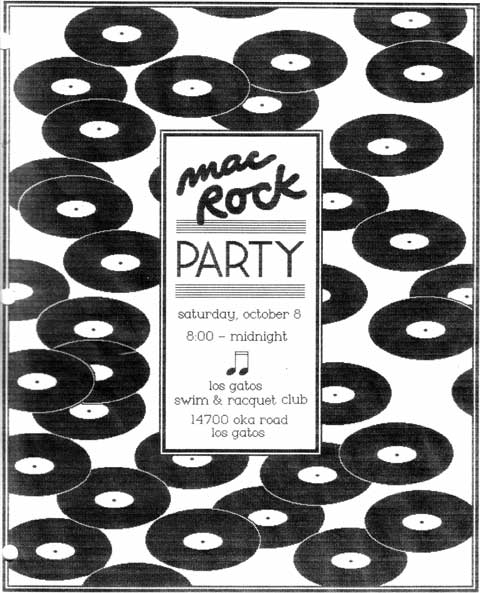 mac
Rock
PARTY
saturday, october 8
8:00 - midnight
los gatos
swim & racquet club
14700 oka road
los gatos